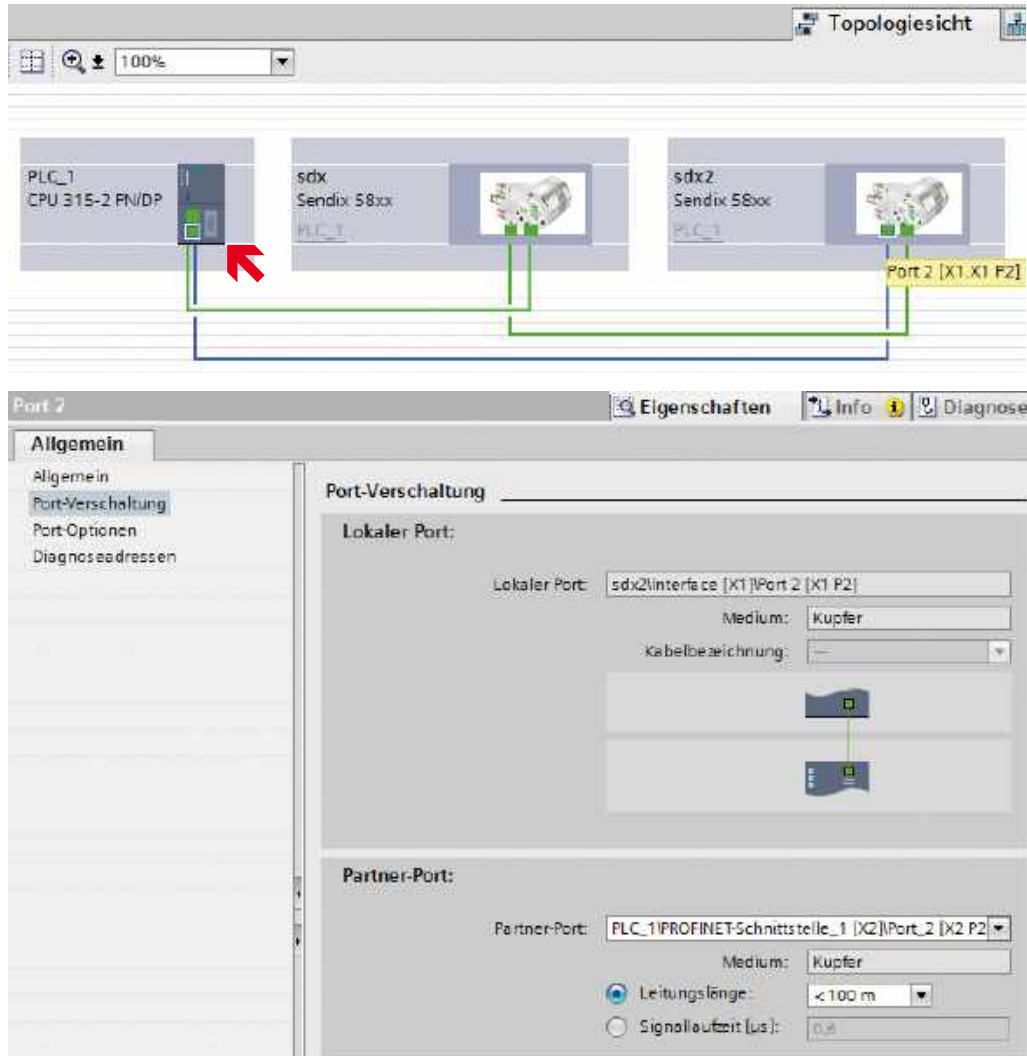 Topologiesicht
100%
PLC_1
CPU 315-2 PN/DP
sdx
Sendix 58xx
PLC_1
sdx2
Sendix 58xx
PLC_1
Port 2 [X1.X1 P2]
Port 2
Eigenschaften
Info
Diagnose
Allgemein
Allgemein
Port-Verschaltung
Port-Optionen
Diagnoseadressen
Port-Verschaltung
Lokaler Port:
Lokaler Port:
sdx2\Interface [X1]\Port 2 [X1 P2]
Medium:
Kupfer
Kabelbezeichnung:
---
Partner-Port:
Partner-Port:
PLC_1\PROFINET-Schnittstelle_1 [X2]\Port_2 [X2 P2
Medium:
Kupfer
Leitungslänge:
< 100 m
Signallaufzeit [µs]:
0,6